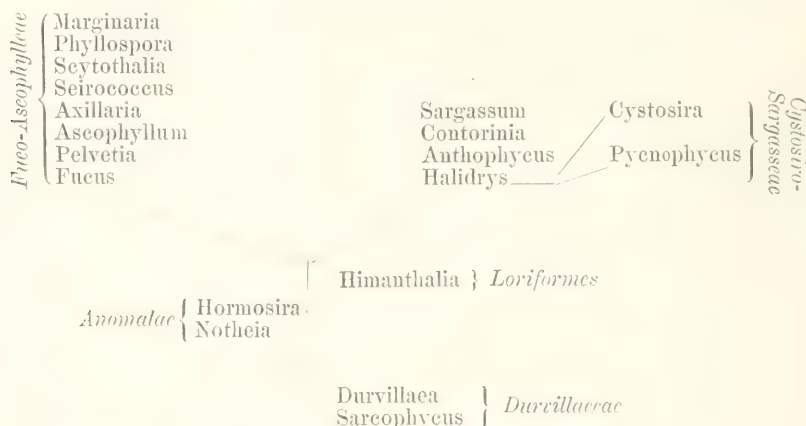 Fuco-Ascophylleae
Marginaria
Phyllospora
Scytothalia
Seirococcus
Axillaria
Ascophyllum
Pelvetia
Fucus
Sargassum
Contorinia
Anthophycus
Halidrys
Cystosira
Pycnophycus
Cystosiro-
Sargasseae
Himanthalia } Loriformes
Anomalae { Hormosira
Notheia
Durvillaea
Sarcophycus
Durvillaceae